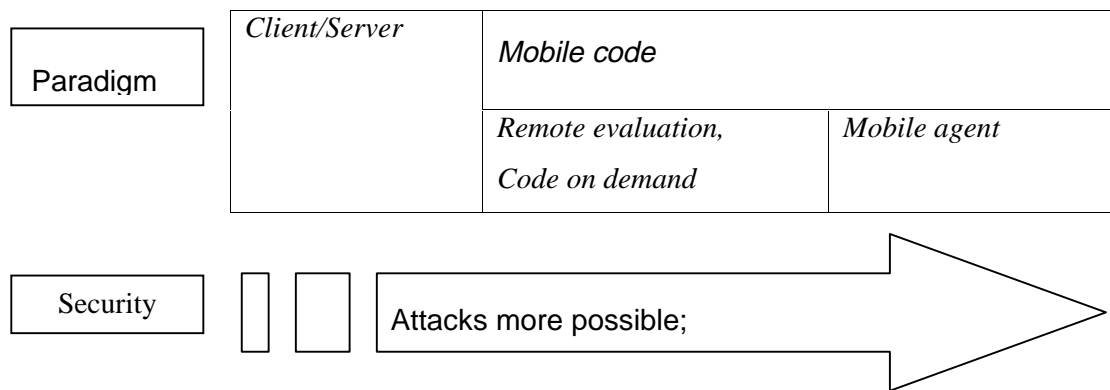 Paradigm
Client/Server
Mobile code
Remote evaluation,
Code on demand
Mobile agent
Security
Attacks more possible;